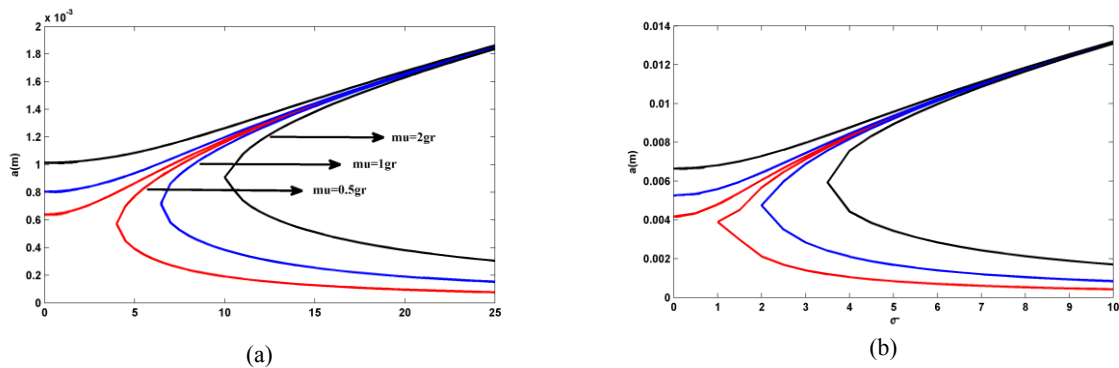 x 10⁻³
2
1.8
1.6
1.4
1.2
1
0.8
0.6
0.4
0.2
0
a(m)
mu=2gr
mu=1gr
mu=0.5gr
0 5 10 15 20 25
(a)
0.014
0.012
0.01
0.008
0.006
0.004
0.002
0
a(m)
0 1 2 3 4 5 6 7 8 9 10
σ
(b)